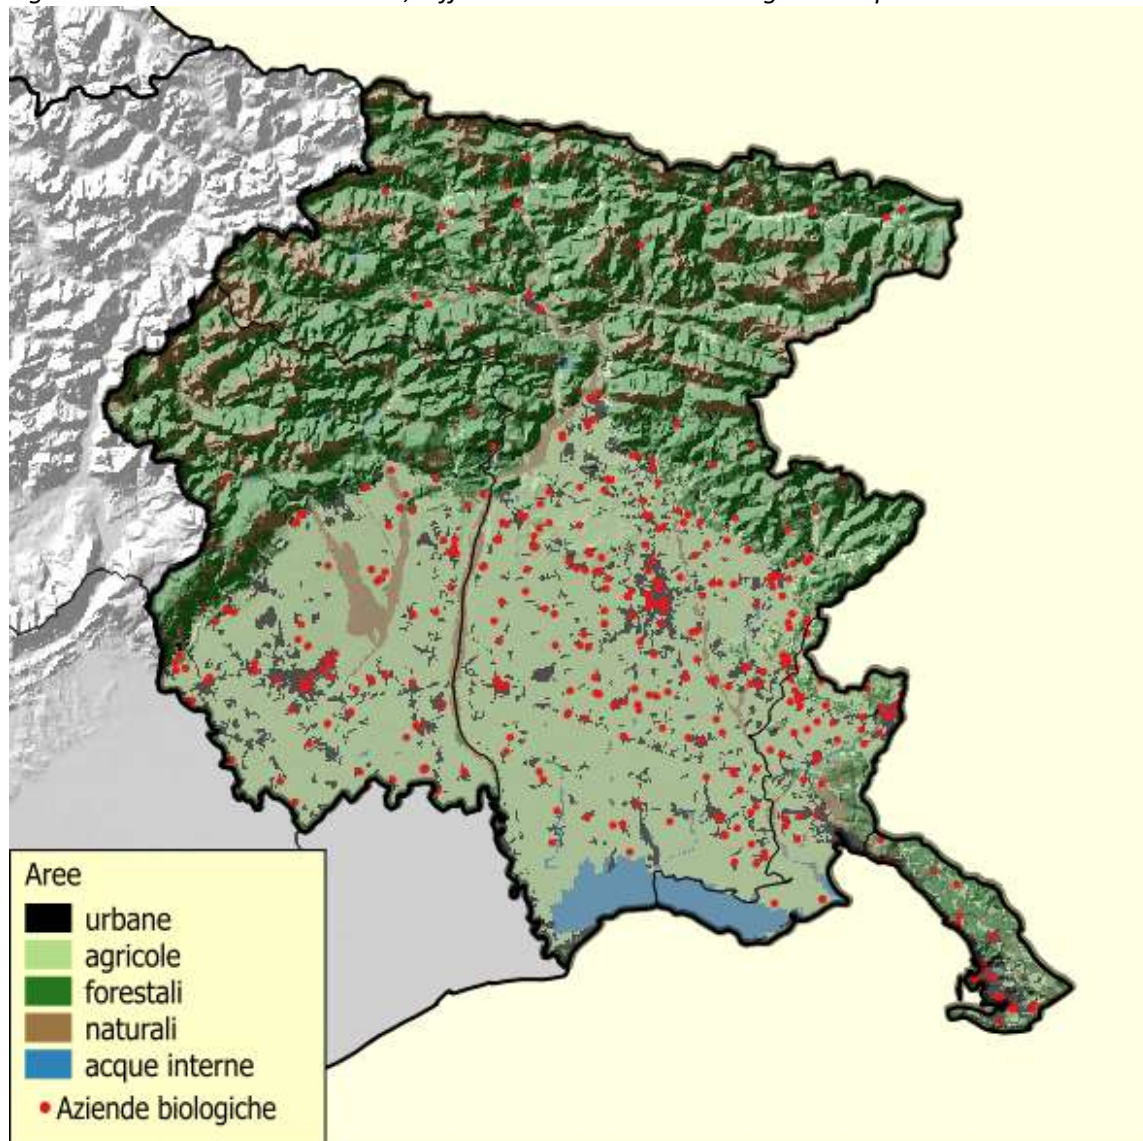 Aree
urbane
agricole
forestali
naturali
acque interne
Aziende biologiche